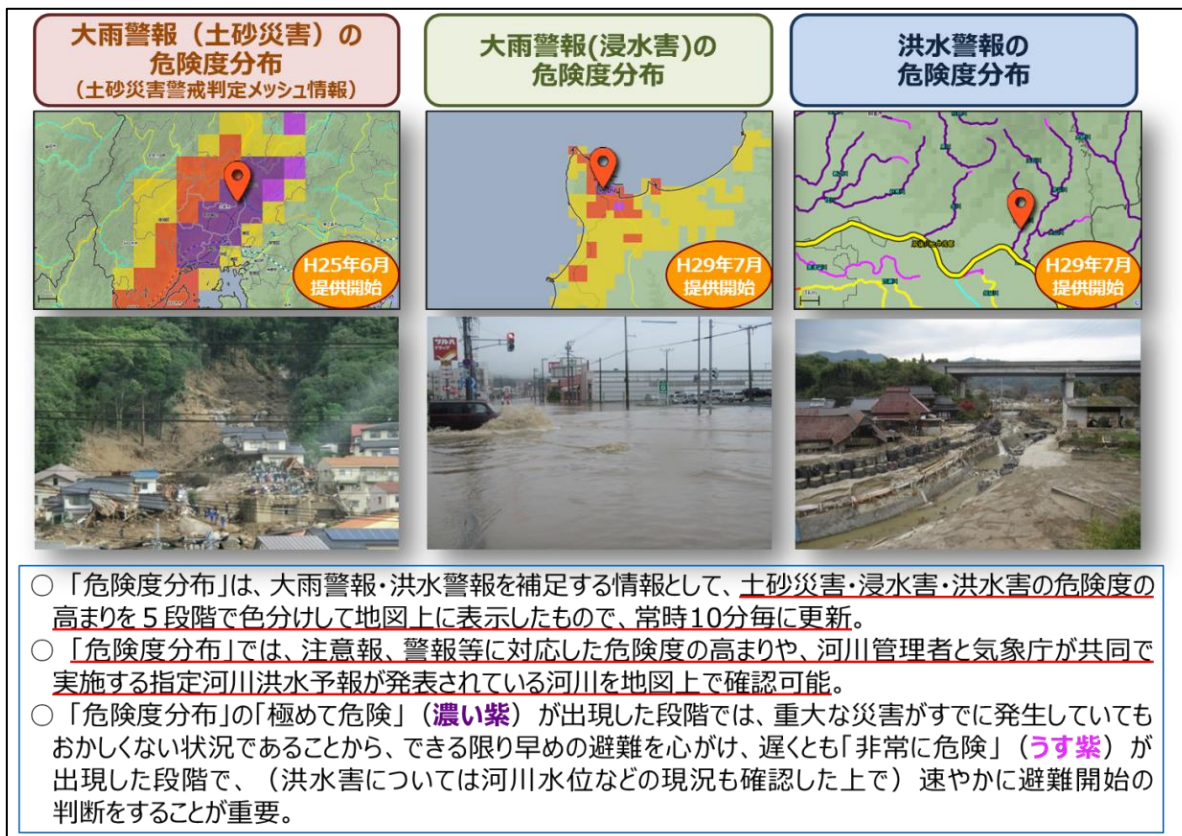 大雨警報（土砂災害）の
危険度分布
（土砂災害警戒判定メッシュ情報）
大雨警報(浸水害)の
危険度分布
洪水警報の
危険度分布
H25年6月
提供開始
H29年7月
提供開始
H29年7月
提供開始
ツルハ
○ 「危険度分布」は、大雨警報・洪水警報を補足する情報として、土砂災害・浸水害・洪水害の危険度の
高まりを５段階で色分けして地図上に表示したもので、常時10分毎に更新。
○ 「危険度分布」では、注意報、警報等に対応した危険度の高まりや、河川管理者と気象庁が共同で
実施する指定河川洪水予報が発表されている河川を地図上で確認可能。
○ 「危険度分布」の「極めて危険」（濃い紫）が出現した段階では、重大な災害がすでに発生していても
おかしくない状況であることから、できる限り早めの避難を心がけ、遅くとも「非常に危険」（うす紫）が
出現した段階で、（洪水害については河川水位などの現況も確認した上で）速やかに避難開始の
判断をすることが重要。